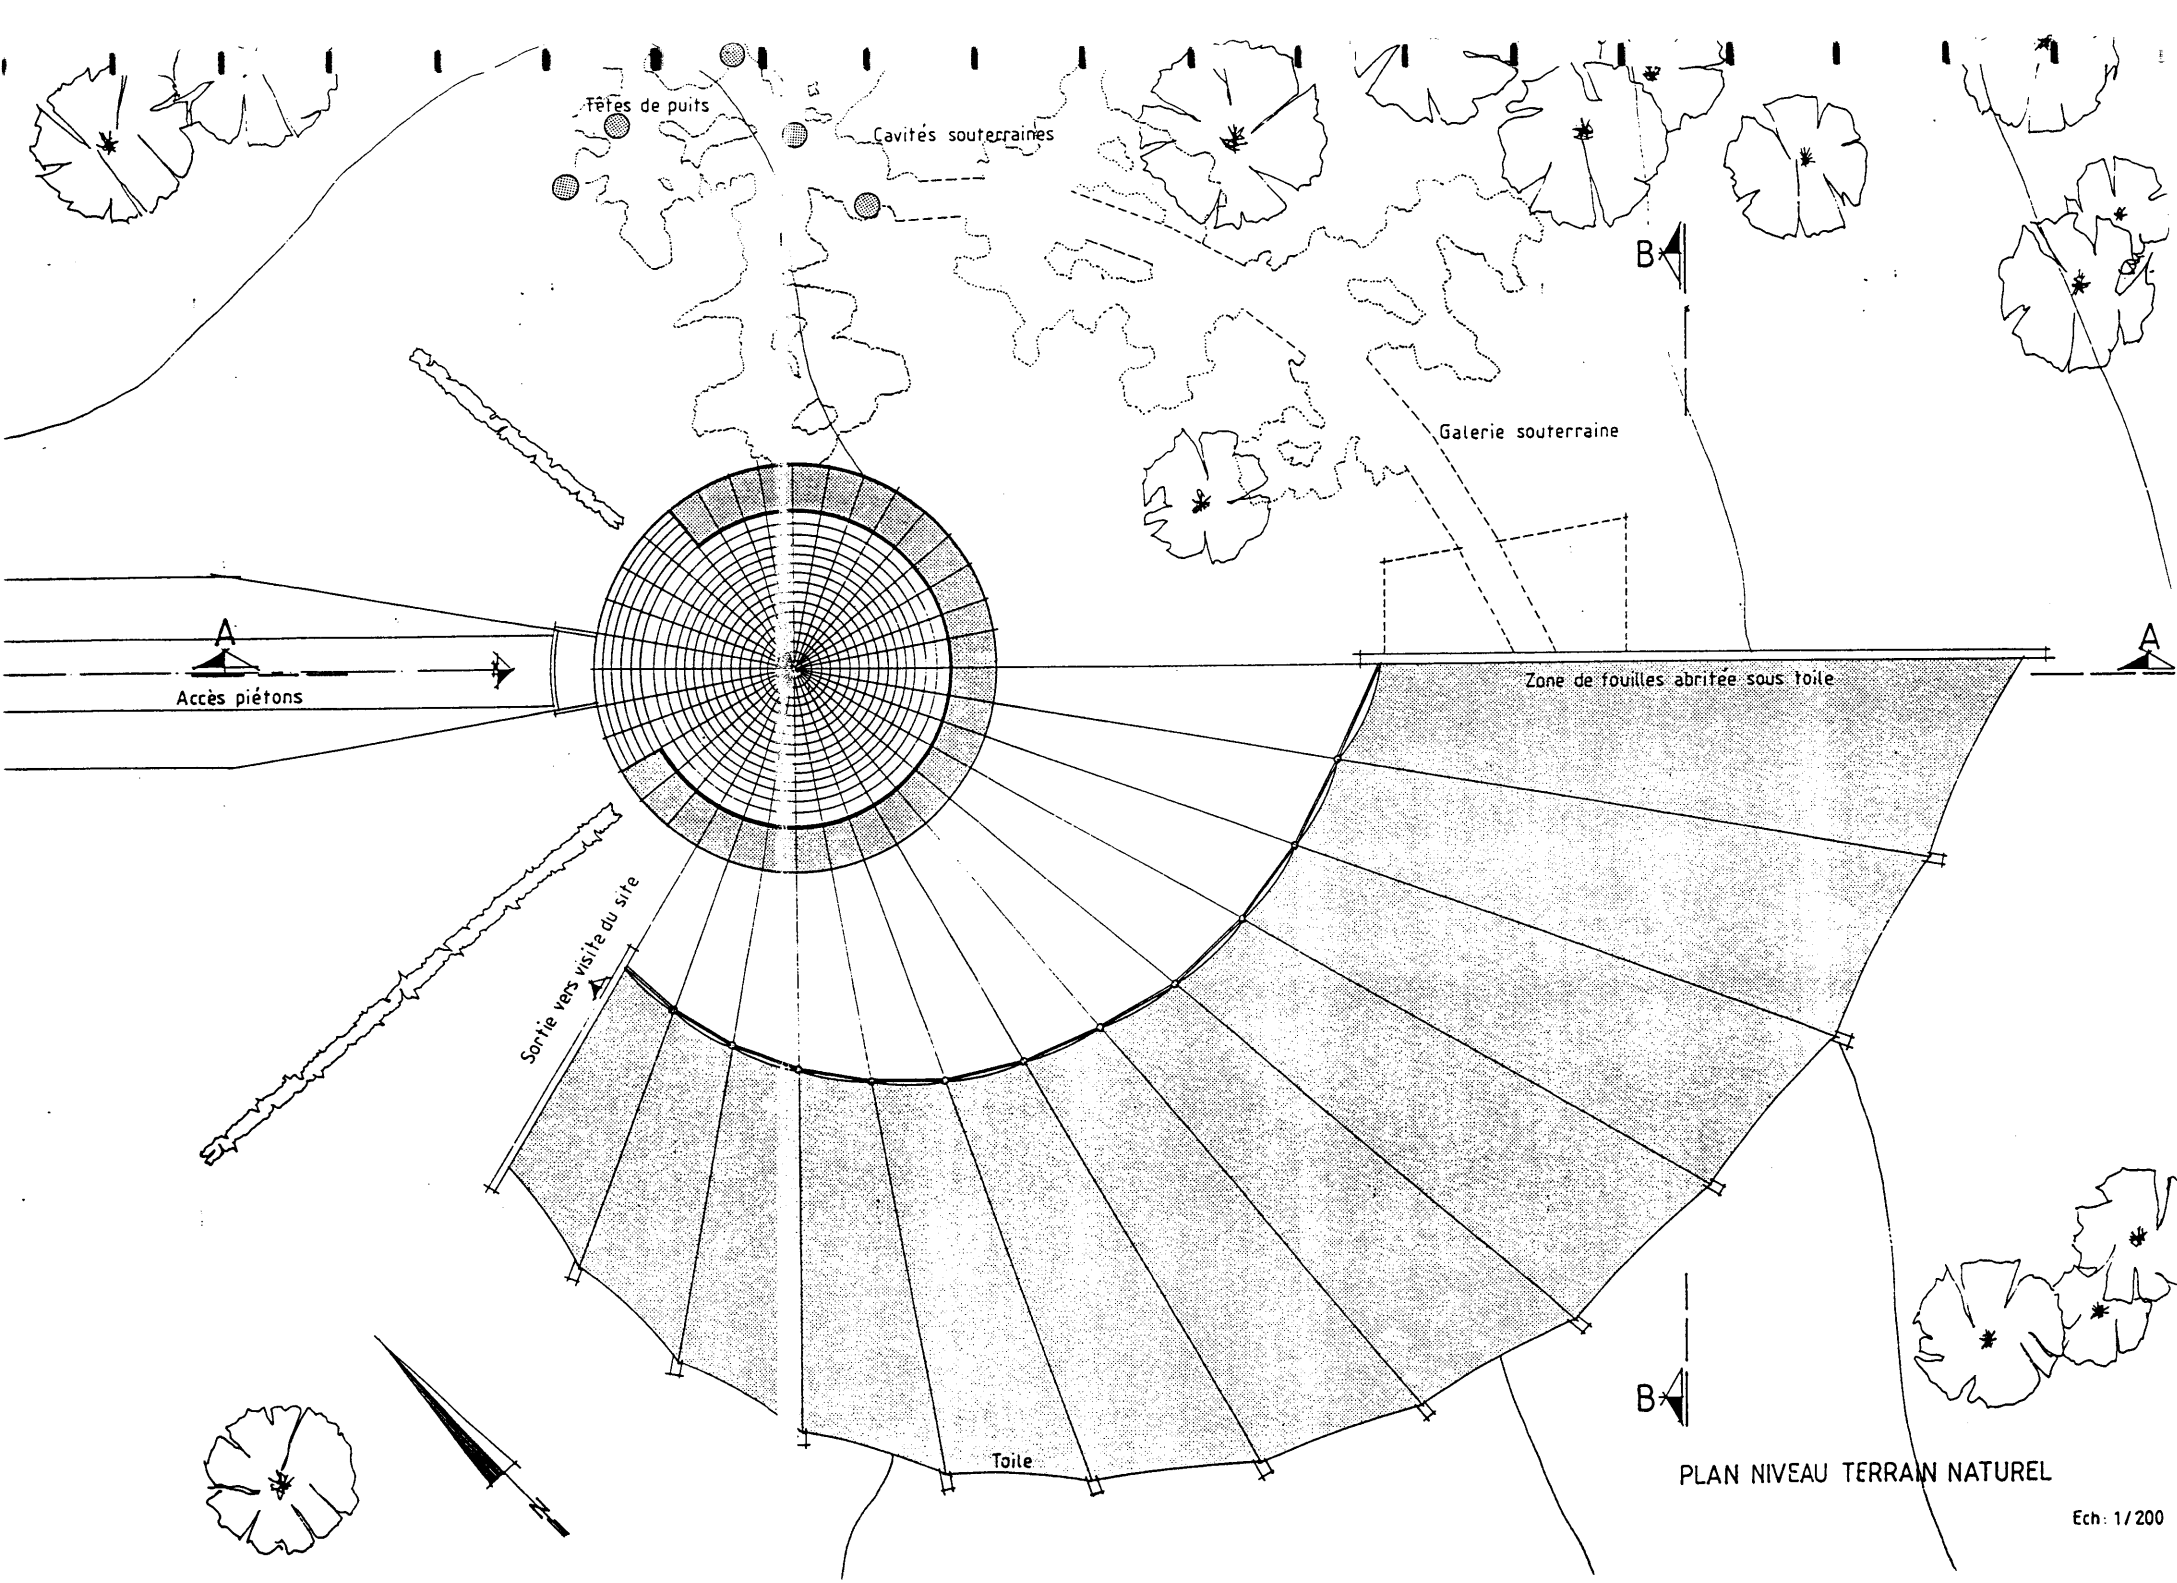 Têtes de puits
Cavités souterraines
B
Galerie souterraine
A
A
Accès piétons
Zone de fouilles abritée sous toile
Sortie vers visite du site
B
Toile
PLAN NIVEAU TERRAIN NATUREL
N
Ech: 1/200